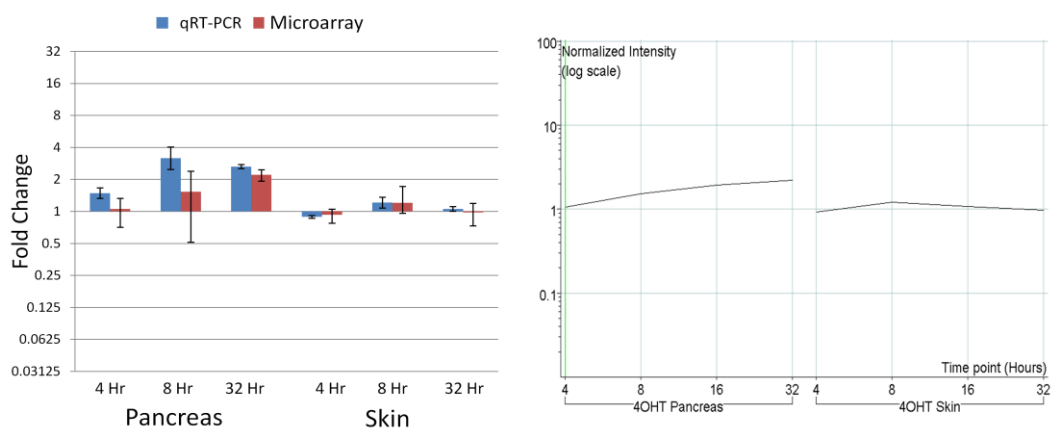 qRT-PCR Microarray
Fold Change
32
16
8
4
2
1
0.5
0.25
0.125
0.0625
0.03125
4 Hr 8 Hr 32 Hr 4 Hr 8 Hr 32 Hr
Pancreas Skin
Normalized Intensity
(log scale)
100
10
1
0.1
Time point (Hours)
4 8 16 32 4 8 16 32
4OHT Pancreas 4OHT Skin